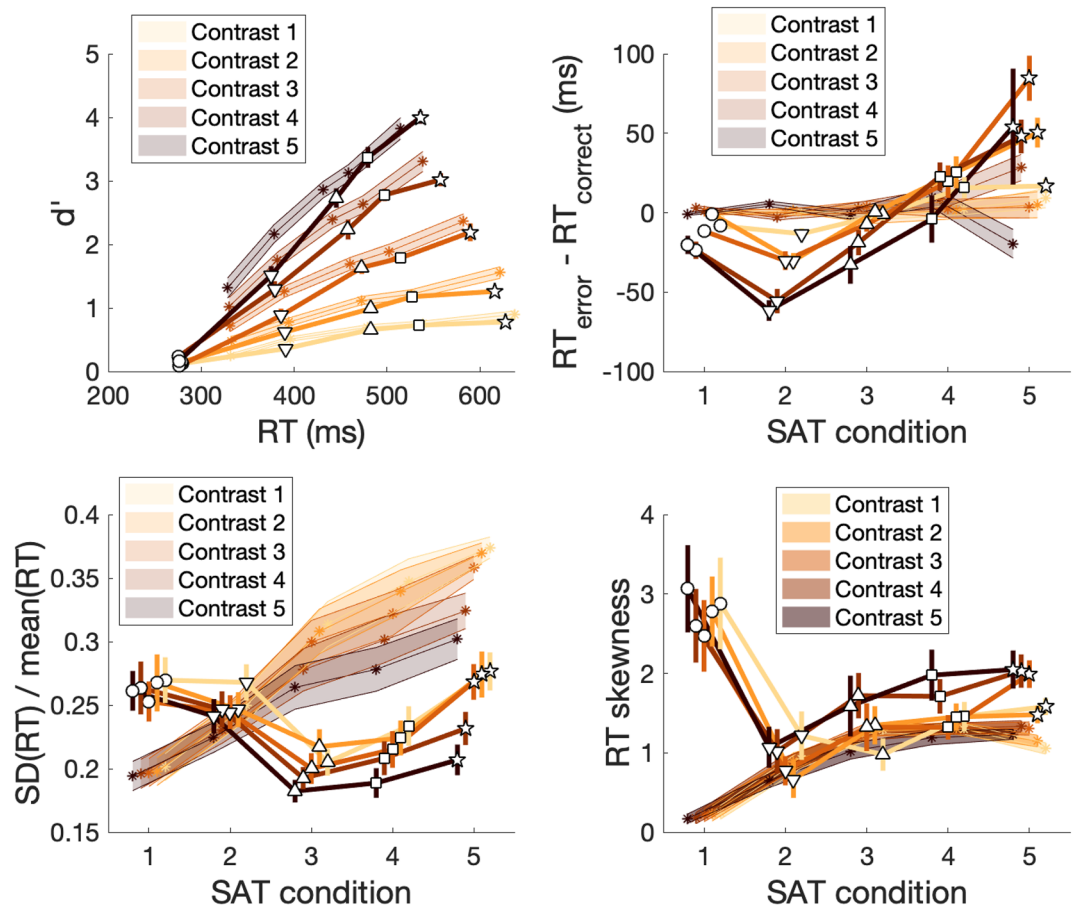 Contrast 1
Contrast 2
Contrast 3
Contrast 4
Contrast 5
5
4
3
2
1
0
d'
200
300
400
500
600
RT (ms)
Contrast 1
Contrast 2
Contrast 3
Contrast 4
Contrast 5
100
50
0
-50
-100
RTerror - RTcorrect (ms)
1
2
3
4
5
SAT condition
Contrast 1
Contrast 2
Contrast 3
Contrast 4
Contrast 5
0.4
0.35
0.3
0.25
0.2
0.15
SD(RT) / mean(RT)
1
2
3
4
5
SAT condition
Contrast 1
Contrast 2
Contrast 3
Contrast 4
Contrast 5
4
3
2
1
0
RT skewness
1
2
3
4
5
SAT condition